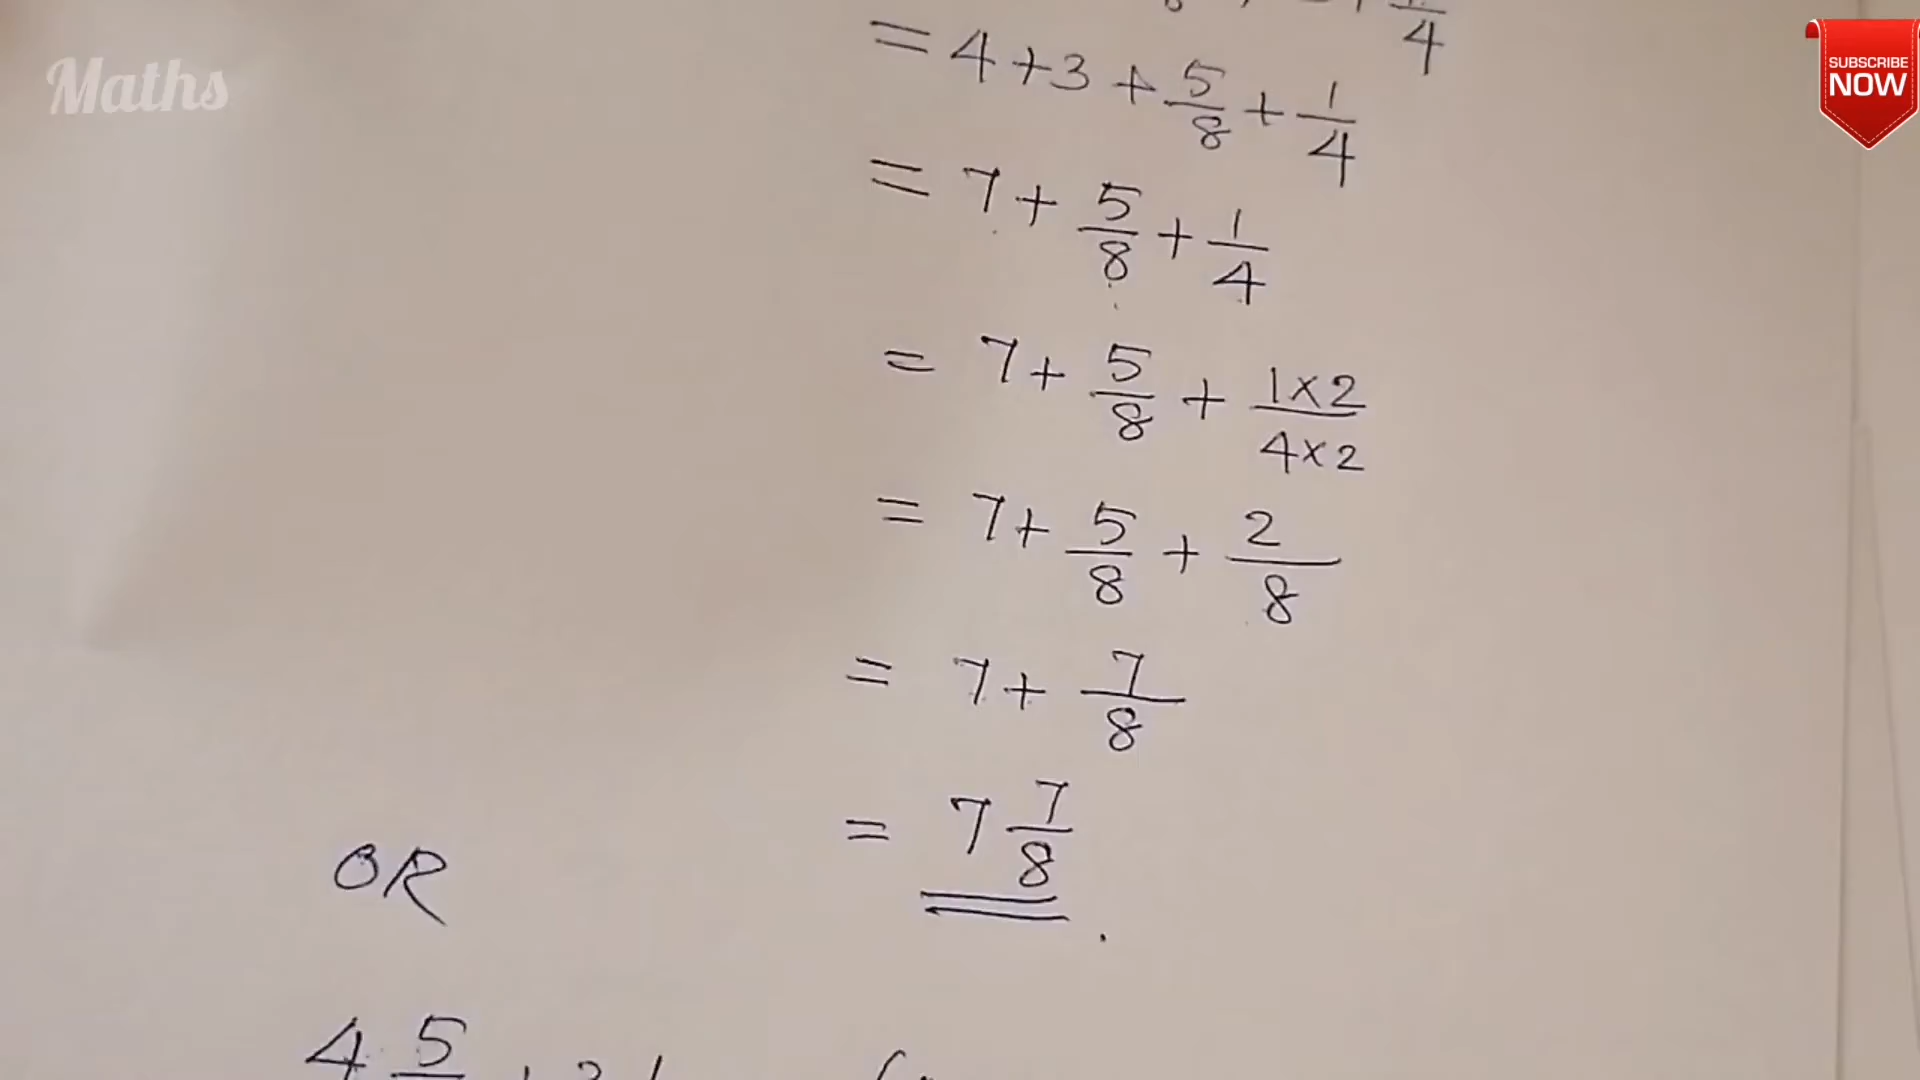 Maths
SUBSCRIBE
NOW
4
= 4 + 3 + 5/8 + 1/4
= 7 + 5/8 + 1/4
= 7 + 5/8 + 1×2/4×2
= 7 + 5/8 + 2/8
= 7 + 7/8
= 7 7/8
OR
4 5